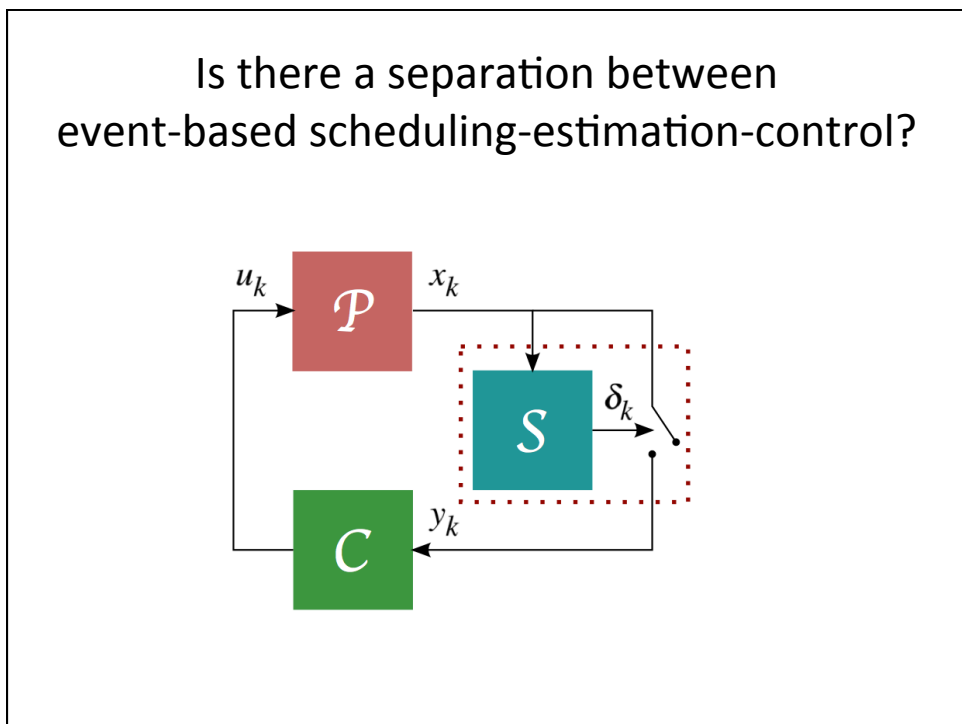 Is there a separation between
event-based scheduling-estimation-control?
u_k
P
x_k
S
δ_k
C
y_k